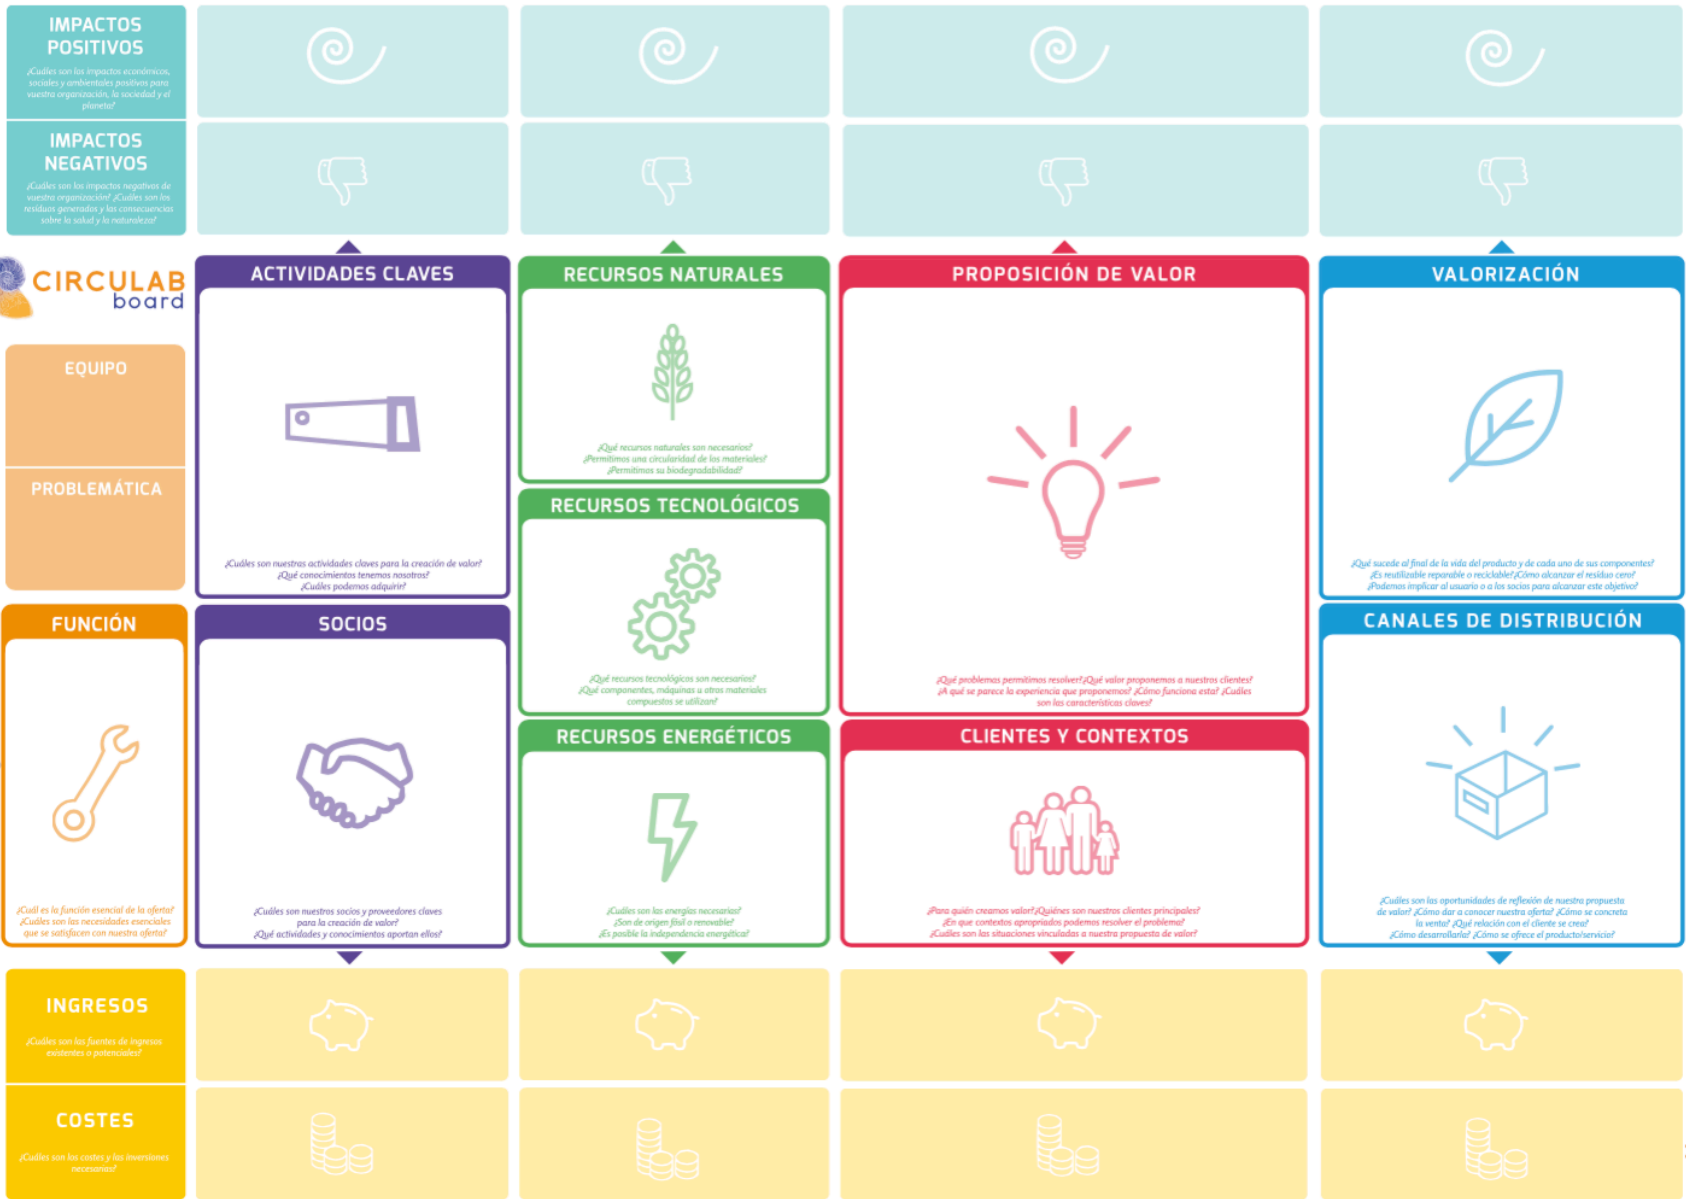 IMPACTOS
POSITIVOS
¿Cuáles son los impactos económicos,
sociales y ambientales positivos para
vuestra organización, la sociedad y el
planeta?
IMPACTOS
NEGATIVOS
¿Cuáles son los impactos negativos de
vuestra organización? ¿Cuáles son los
residuos generados y las consecuencias
sobre la salud y la naturaleza?
CIRCULAB
board
EQUIPO
PROBLEMÁTICA
FUNCIÓN
¿Cuál es la función esencial de la oferta?
¿Cuáles son las necesidades esenciales
que se satisfacen con nuestra oferta?
ACTIVIDADES CLAVES
¿Cuáles son nuestras actividades claves para la creación de valor?
¿Qué conocimientos tenemos nosotros?
¿Cuáles podemos adquirir?
SOCIOS
¿Cuáles son nuestros socios y proveedores claves
para la creación de valor?
¿Qué actividades y conocimientos aportan ellos?
RECURSOS NATURALES
¿Qué recursos naturales son necesarios?
¿Permitimos una circularidad de los materiales?
¿Permitimos su biodegradabilidad?
RECURSOS TECNOLÓGICOS
¿Qué recursos tecnológicos son necesarios?
¿Qué componentes, máquinas u otros materiales
compuestos se utilizan?
RECURSOS ENERGÉTICOS
¿Cuáles son las energías necesarias?
¿Son de origen fósil o renovable?
¿Es posible la independencia energética?
PROPOSICIÓN DE VALOR
¿Qué problemas permitimos resolver?¿Qué valor proponemos a nuestros clientes?
¿A qué se parece la experiencia que proponemos? ¿Cómo funciona esta? ¿Cuáles
son las características claves?
CLIENTES Y CONTEXTOS
¿Para quién creamos valor?¿Quiénes son nuestros clientes principales?
¿En que contextos apropriados podemos resolver el problema?
¿Cuáles son las situaciones vinculadas a nuestra propuesta de valor?
VALORIZACIÓN
¿Qué sucede al final de la vida del producto y de cada uno de sus componentes?
¿Es reutilizable reparable o reciclable?¿Cómo alcanzar el residuo cero?
¿Podemos implicar al usuario o a los socios para alcanzar este objetivo?
CANALES DE DISTRIBUCIÓN
¿Cuáles son las oportunidades de reflexión de nuestra propuesta
de valor? ¿Cómo dar a conocer nuestra oferta? ¿Cómo se concreta
la venta? ¿Qué relación con el cliente se crea?
¿Cómo desarrollarla? ¿Cómo se ofrece el producto/servicio?
INGRESOS
¿Cuáles son las fuentes de ingresos
existentes o potenciales?
COSTES
¿Cuáles son los costes y las inversiones
necesarias?